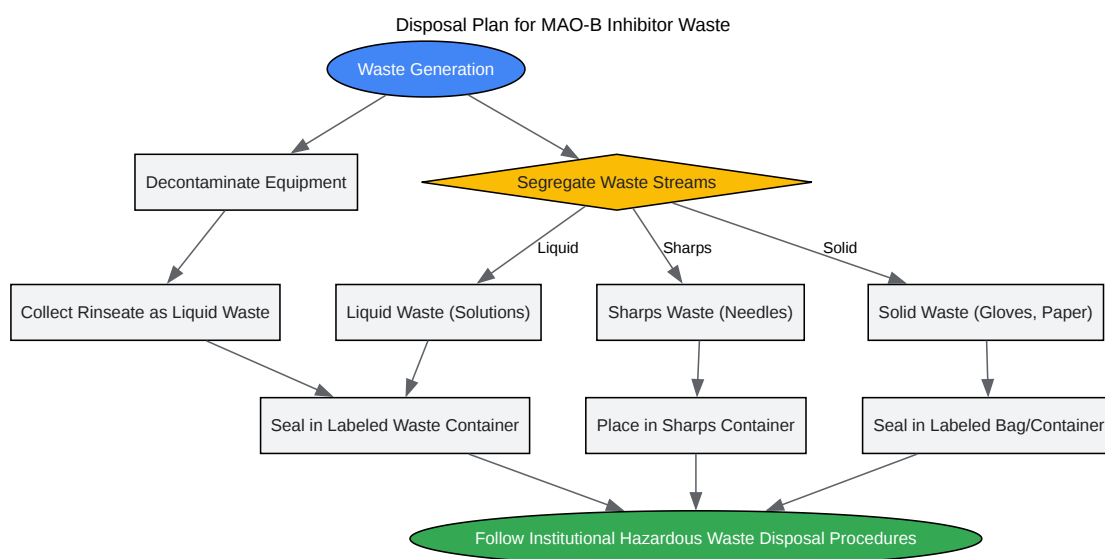 Disposal Plan for MAO-B Inhibitor Waste
Waste Generation
Decontaminate Equipment
Segregate Waste Streams
Liquid
Sharps
Solid
Collect Rinseate as Liquid Waste
Liquid Waste (Solutions)
Sharps Waste (Needles)
Solid Waste (Gloves, Paper)
Seal in Labeled Waste Container
Place in Sharps Container
Seal in Labeled Bag/Container
Follow Institutional Hazardous Waste Disposal Procedures